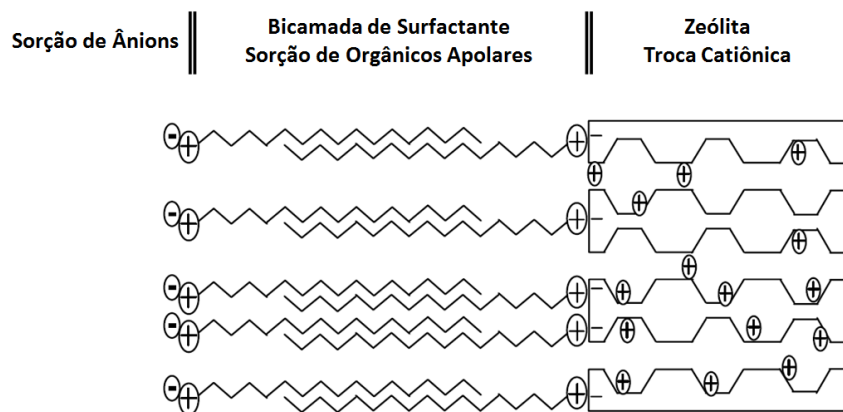 Sorção de Ânions
Bicamada de Surfactante
Sorção de Orgânicos Apolares
Zeólita
Troca Catiônica